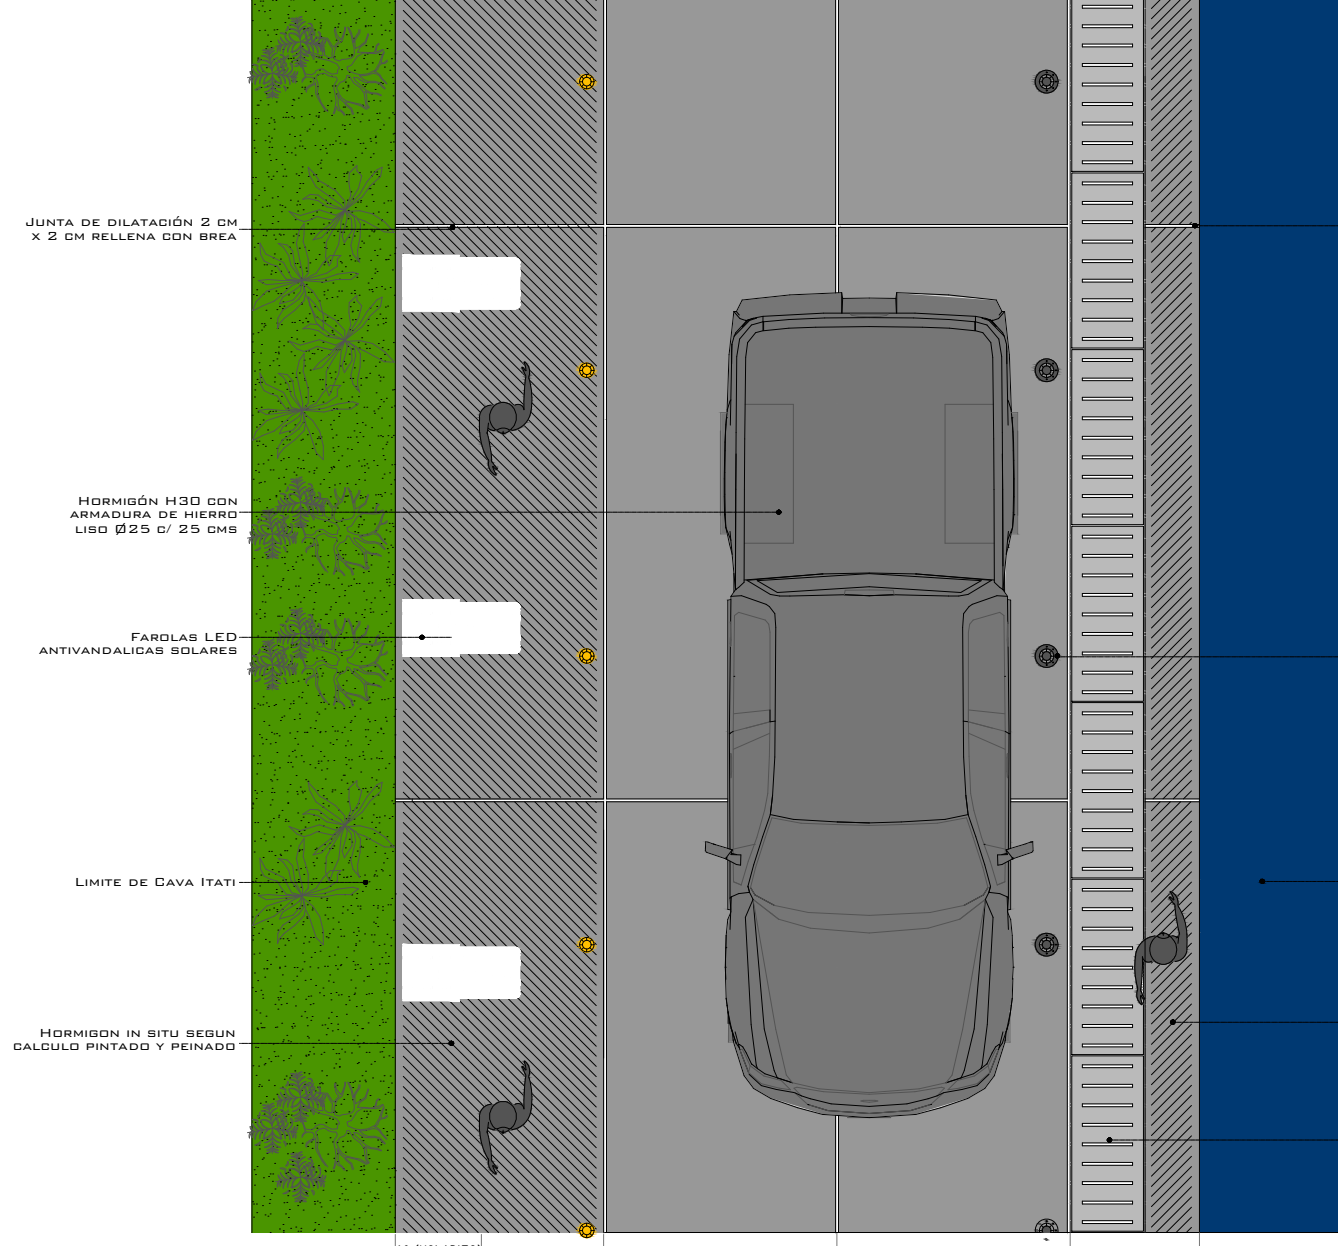 JUNTA DE DILATACIÓN 2 CM
X 2 CM RELLENA CON BREA
HORMIGÓN H30 CON
ARMADURA DE HIERRO
LISO Ø25 C/ 25 CMS
FAROLAS LED
ANTIVANDALICAS SOLARES
LIMITE DE CAVA ITATI
HORMIGON IN SITU SEGUN
CALCULO PINTADO Y PEINADO